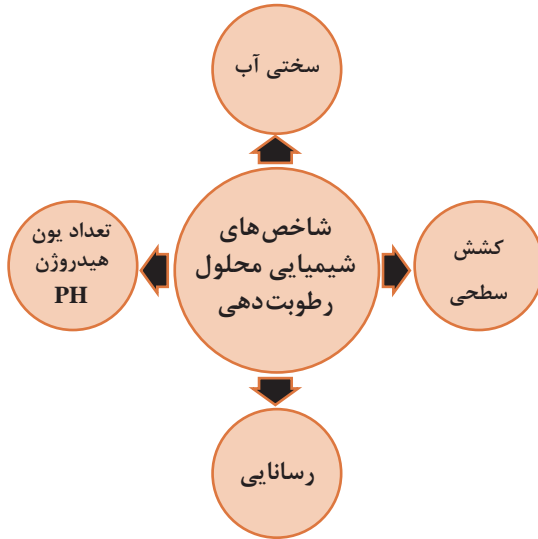 سختی آب
شاخص‌های
شیمیایی محلول
رطوبت‌دهی
کشش
سطحی
تعداد یون
هیدروژن
PH
رسانایی